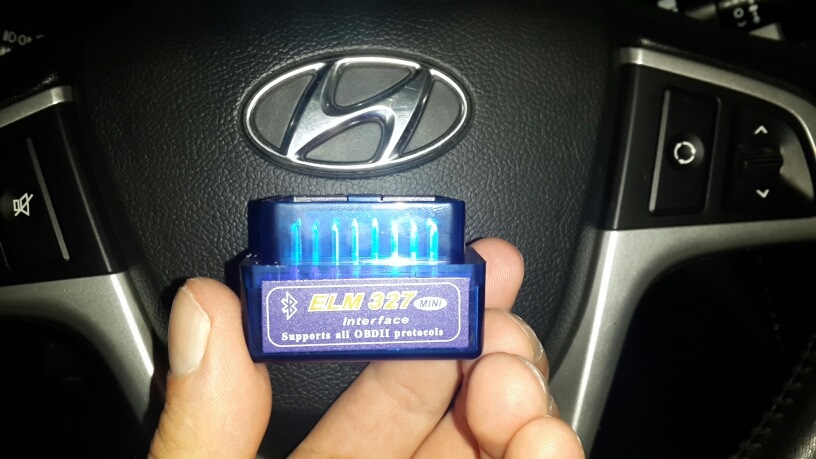 ELM 327 MINI
Interface
Supports all OBDII protocols